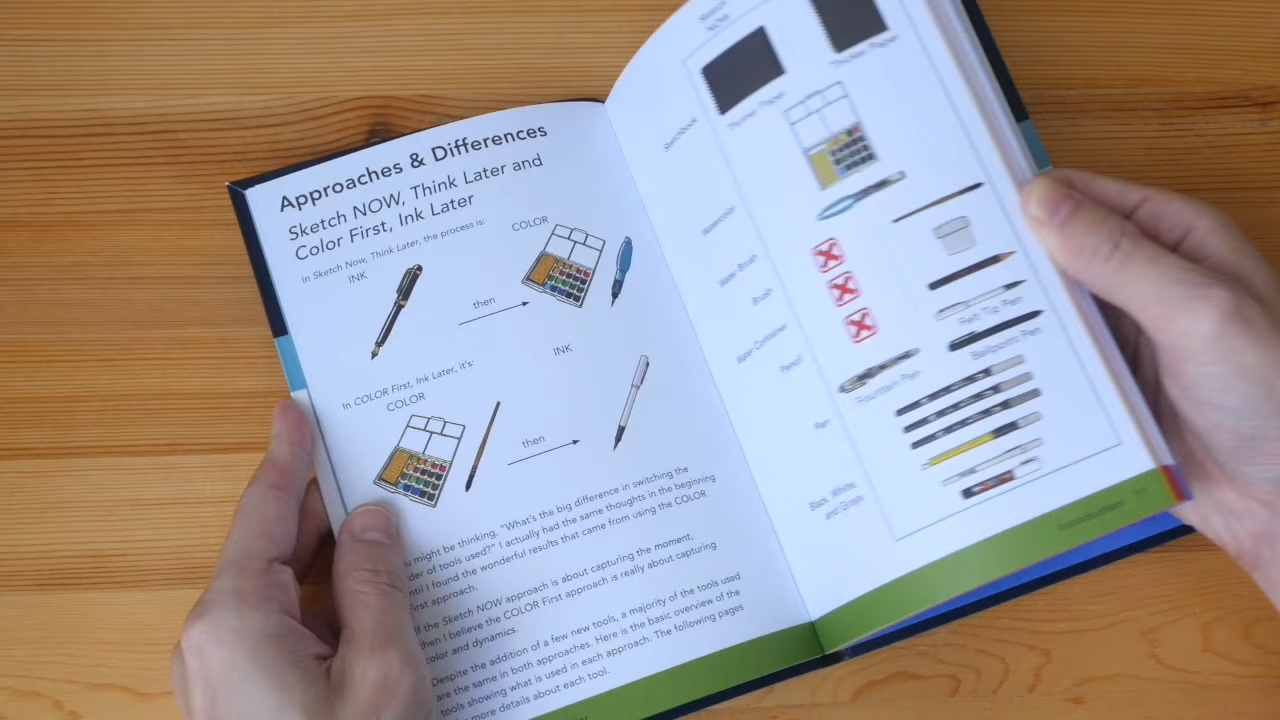 Approaches & Differences
Sketch NOW, Think Later and
Color First, Ink Later
In Sketch Now, Think Later, the process is:
INK
COLOR
then
In COLOR First, Ink Later, it's:
COLOR
INK
then
might be thinking, "What's the big difference in switching the
der of tools used?" I actually had the same thoughts in the beginning
ntil I found the wonderful results that came from using the COLOR
irst approach.
If the Sketch NOW approach is about capturing the moment,
then I believe the COLOR First approach is really about capturing
color and dynamics.
Despite the addition of a few new tools, a majority of the tools used
are the same in both approaches. Here is the basic overview of the
tools showing what is used in each approach. The following pages
more details about each tool.
Sketch
NOW
Thicker Paper
Sketchbook
Watercolor
Water Brush
Brush
Water Container
Pencil
Felt Tip Pen
Ballpoint Pen
Fountain Pen
Pen
Black, White,
and Grays